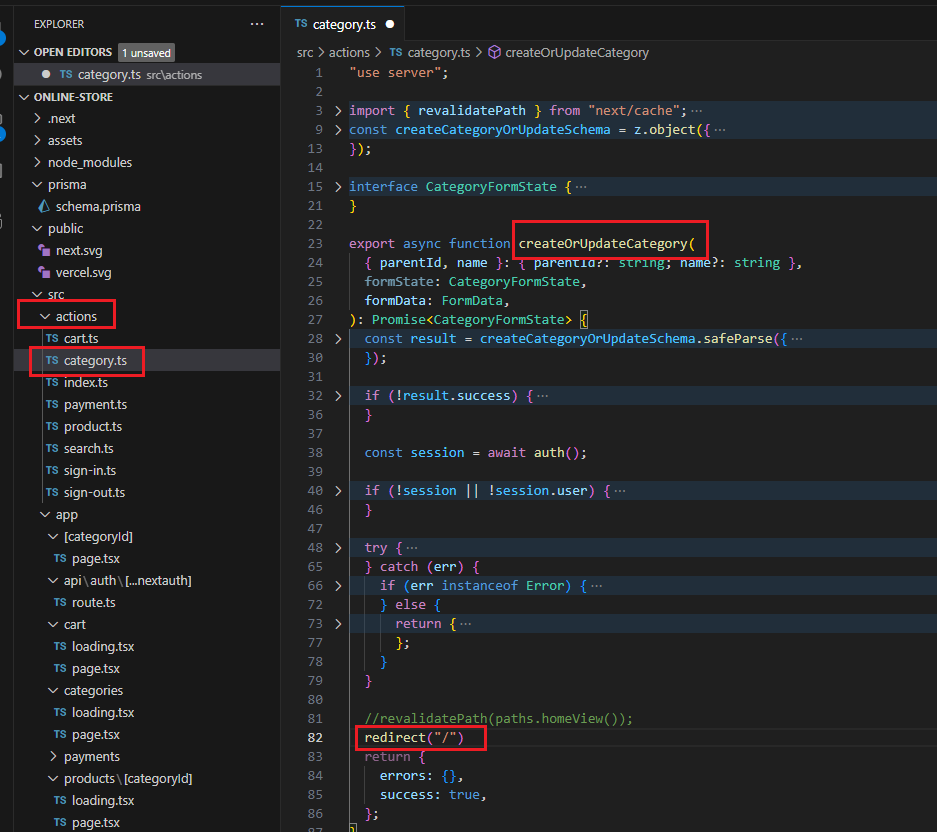 EXPLORER
OPEN EDITORS 1 unsaved
TS category.ts src\actions
ONLINE-STORE
.next
assets
node_modules
prisma
schema.prisma
public
next.svg
vercel.svg
src
actions
TS cart.ts
TS category.ts
TS index.ts
TS payment.ts
TS product.ts
TS search.ts
TS sign-in.ts
TS sign-out.ts
app
[categoryId]
TS page.tsx
api\auth\[...nextauth]
TS route.ts
cart
TS loading.tsx
TS page.tsx
categories
TS loading.tsx
TS page.tsx
payments
products\[categoryId]
TS loading.tsx
TS page.tsx
TS category.ts
src > actions > TS category.ts > createOrUpdateCategory
1 "use server";
2
3 import { revalidatePath } from "next/cache"; ...
9 const createCategoryOrUpdateSchema = z.object({ ...
13 });
14
15 interface CategoryFormState { ...
21 }
22
23 export async function createOrUpdateCategory(
24 { parentId, name }: { parentId?: string; name?: string },
25 formState: CategoryFormState,
26 formData: FormData,
27 ): Promise<CategoryFormState> {
28 const result = createCategoryOrUpdateSchema.safeParse({ ...
30 });
31
32 if (!result.success) { ...
36 }
37
38 const session = await auth();
39
40 if (!session || !session.user) { ...
46 }
47
48 try { ...
65 } catch (err) {
66 if (err instanceof Error) { ...
72 } else {
73 return { ...
77 };
78 }
79 }
80
81 //revalidatePath(paths.homeView());
82 redirect("/")
83 return {
84 errors: {},
85 success: true,
86 };
87 }